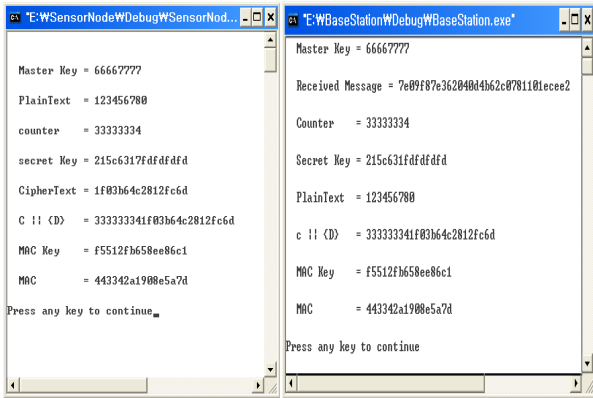 "E:₩SensorNode₩Debug₩SensorNod...
Master Key = 66667777
PlainText = 123456780
counter = 33333334
secret Key = 215c6317fdfdfdfd
CipherText = 1f03b64c2812fc6d
C || {D} = 333333341f03b64c2812fc6d
MAC Key = f5512fb658ee86c1
MAC = 443342a1908e5a7d
Press any key to continue_
"E:₩BaseStation₩Debug₩BaseStation.exe"
Master Key = 66667777
Received Message = 7e09f87e362040d4b62c0781101ecee2
Counter = 33333334
Secret Key = 215c631fdfdfdfd
PlainText = 123456780
c || {D} = 333333341f03b64c2812fc6d
MAC Key = f5512fb658ee86c1
MAC = 443342a1908e5a7d
Press any key to continue